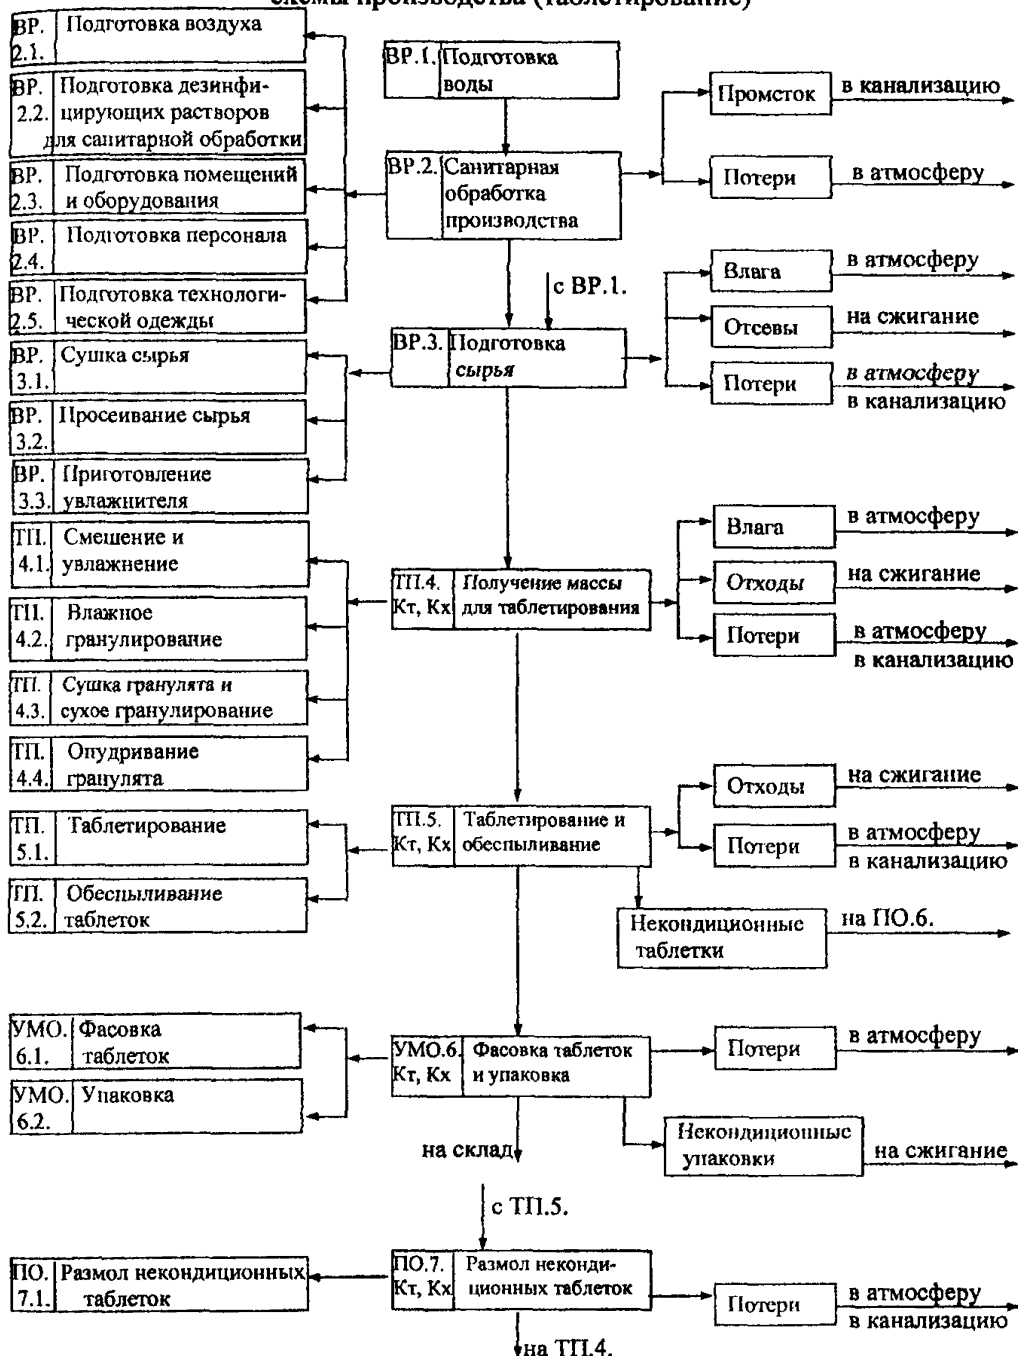 схемы производства (таблетирование)
ВР. Подготовка воздуха
2.1.
ВР. Подготовка дезинфи-
2.2. цирующих растворов
для санитарной обработки
ВР. Подготовка помещений
2.3. и оборудования
ВР. Подготовка персонала
2.4.
ВР. Подготовка технологи-
2.5. ческой одежды
ВР. Сушка сырья
3.1.
ВР. Просеивание сырья
3.2.
ВР. Приготовление
3.3. увлажнителя
ТП. Смешение и
4.1. увлажнение
ТП. Влажное
4.2. гранулирование
ТП. Сушка гранулята и
4.3. сухое гранулирование
ТП. Опудривание
4.4. гранулята
ТП. Таблетирование
5.1.
ТП. Обеспыливание
5.2. таблеток
УМО. Фасовка
6.1. таблеток
УМО. Упаковка
6.2.
ПО. Размол некондиционных
7.1. таблеток
ВР.1. Подготовка
воды
ВР.2. Санитарная
обработка
производства
с ВР.1.
ВР.3. Подготовка
сырья
ТП.4. Получение массы
Кт, Кх для таблетирования
ТП.5. Таблетирование и
Кт, Кх обеспыливание
УМО.6. Фасовка таблеток
Кт, Кх и упаковка
на склад
с ТП.5.
ПО.7. Размол неконди-
Кт, Кх ционных таблеток
на ТП.4.
Промсток в канализацию
Потери в атмосферу
Влага в атмосферу
Отсевы на сжигание
Потери в атмосферу
в канализацию
Влага в атмосферу
Отходы на сжигание
Потери в атмосферу
в канализацию
Отходы на сжигание
Потери в атмосферу
в канализацию
Некондиционные на ПО.6.
таблетки
Потери в атмосферу
Некондиционные
упаковки на сжигание
Потери в атмосферу
в канализацию